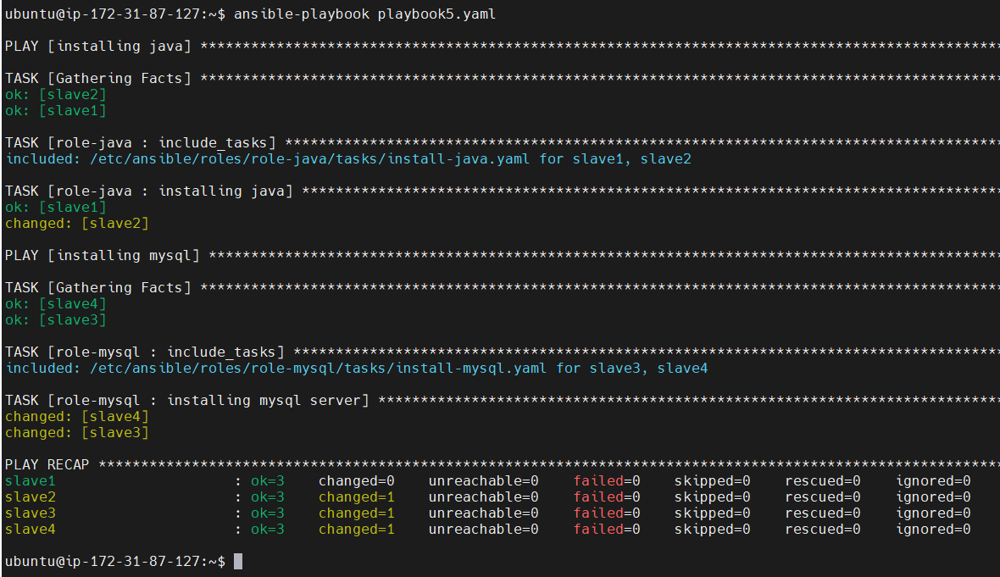 ubuntu@ip-172-31-87-127:~$ ansible-playbook playbook5.yaml
PLAY [installing java] ***********************************************************************************************
TASK [Gathering Facts] ***********************************************************************************************
ok: [slave2]
ok: [slave1]
TASK [role-java : include_tasks] *************************************************************************************
included: /etc/ansible/roles/role-java/tasks/install-java.yaml for slave1, slave2
TASK [role-java : installing java] ***********************************************************************************
ok: [slave1]
changed: [slave2]
PLAY [installing mysql] **********************************************************************************************
TASK [Gathering Facts] ***********************************************************************************************
ok: [slave4]
ok: [slave3]
TASK [role-mysql : include_tasks] ************************************************************************************
included: /etc/ansible/roles/role-mysql/tasks/install-mysql.yaml for slave3, slave4
TASK [role-mysql : installing mysql server] **************************************************************************
changed: [slave4]
changed: [slave3]
PLAY RECAP ***********************************************************************************************************
slave1                     : ok=3    changed=0    unreachable=0    failed=0    skipped=0    rescued=0    ignored=0
slave2                     : ok=3    changed=1    unreachable=0    failed=0    skipped=0    rescued=0    ignored=0
slave3                     : ok=3    changed=1    unreachable=0    failed=0    skipped=0    rescued=0    ignored=0
slave4                     : ok=3    changed=1    unreachable=0    failed=0    skipped=0    rescued=0    ignored=0
ubuntu@ip-172-31-87-127:~$